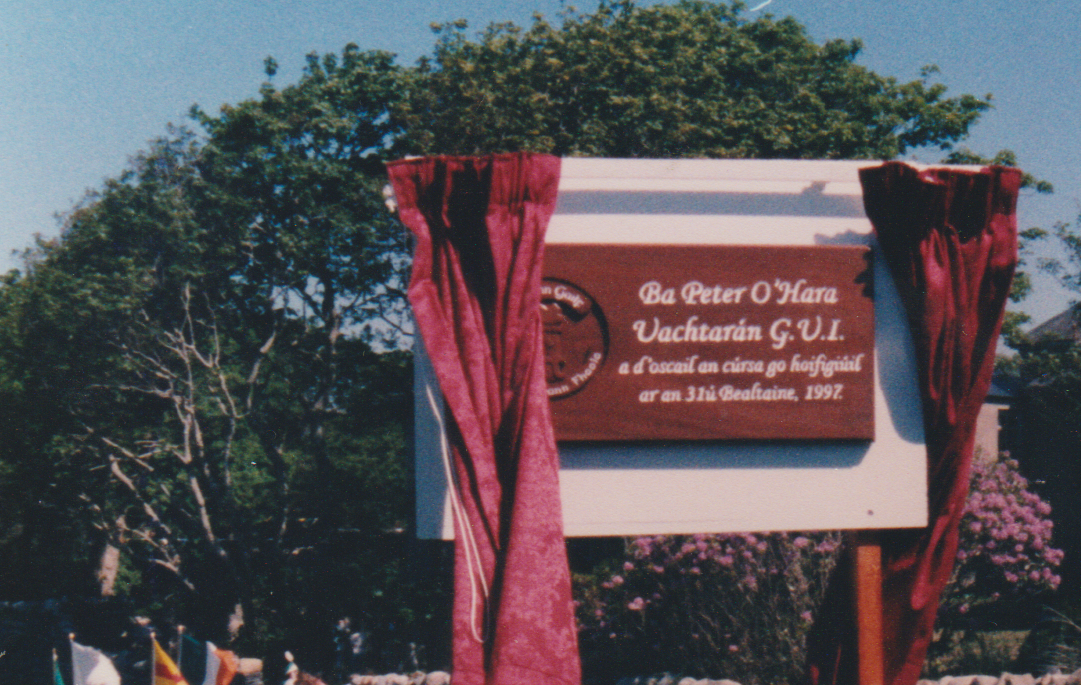 Ba Peter O'Hara
Uachtarán G.U.I.
a d'oscail an cúrsa go hoifigiúil
ar an 31ú Bealtaine, 1997.